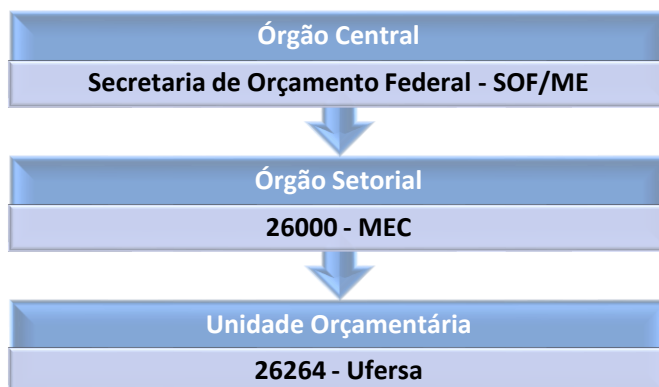 Órgão Central
Secretaria de Orçamento Federal - SOF/ME
Órgão Setorial
26000 - MEC
Unidade Orçamentária
26264 - Ufersa